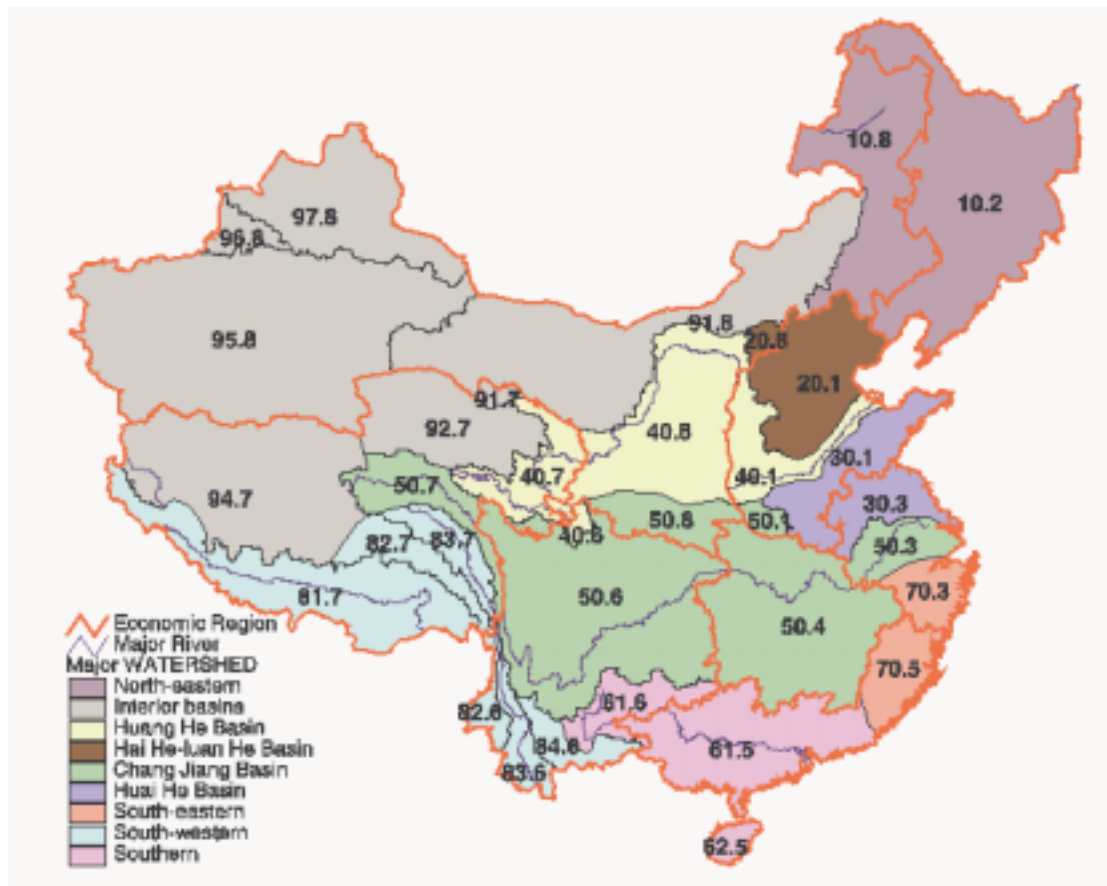 10.8
10.2
97.8
96.8
95.8
91.8
20.8
20.1
91.7
92.7
40.8
40.7
40.1
30.1
94.7
50.7
50.8
50.1
30.3
82.7
83.7
40.6
50.3
81.7
50.6
50.4
70.3
70.5
61.6
82.6
84.6
61.5
83.6
62.5
Economic Region
Major River
Major WATERSHED
North-eastern
Interior basins
Huang He Basin
Hai He-luan He Basin
Chang Jiang Basin
Huai He Basin
South-eastern
South-western
Southern